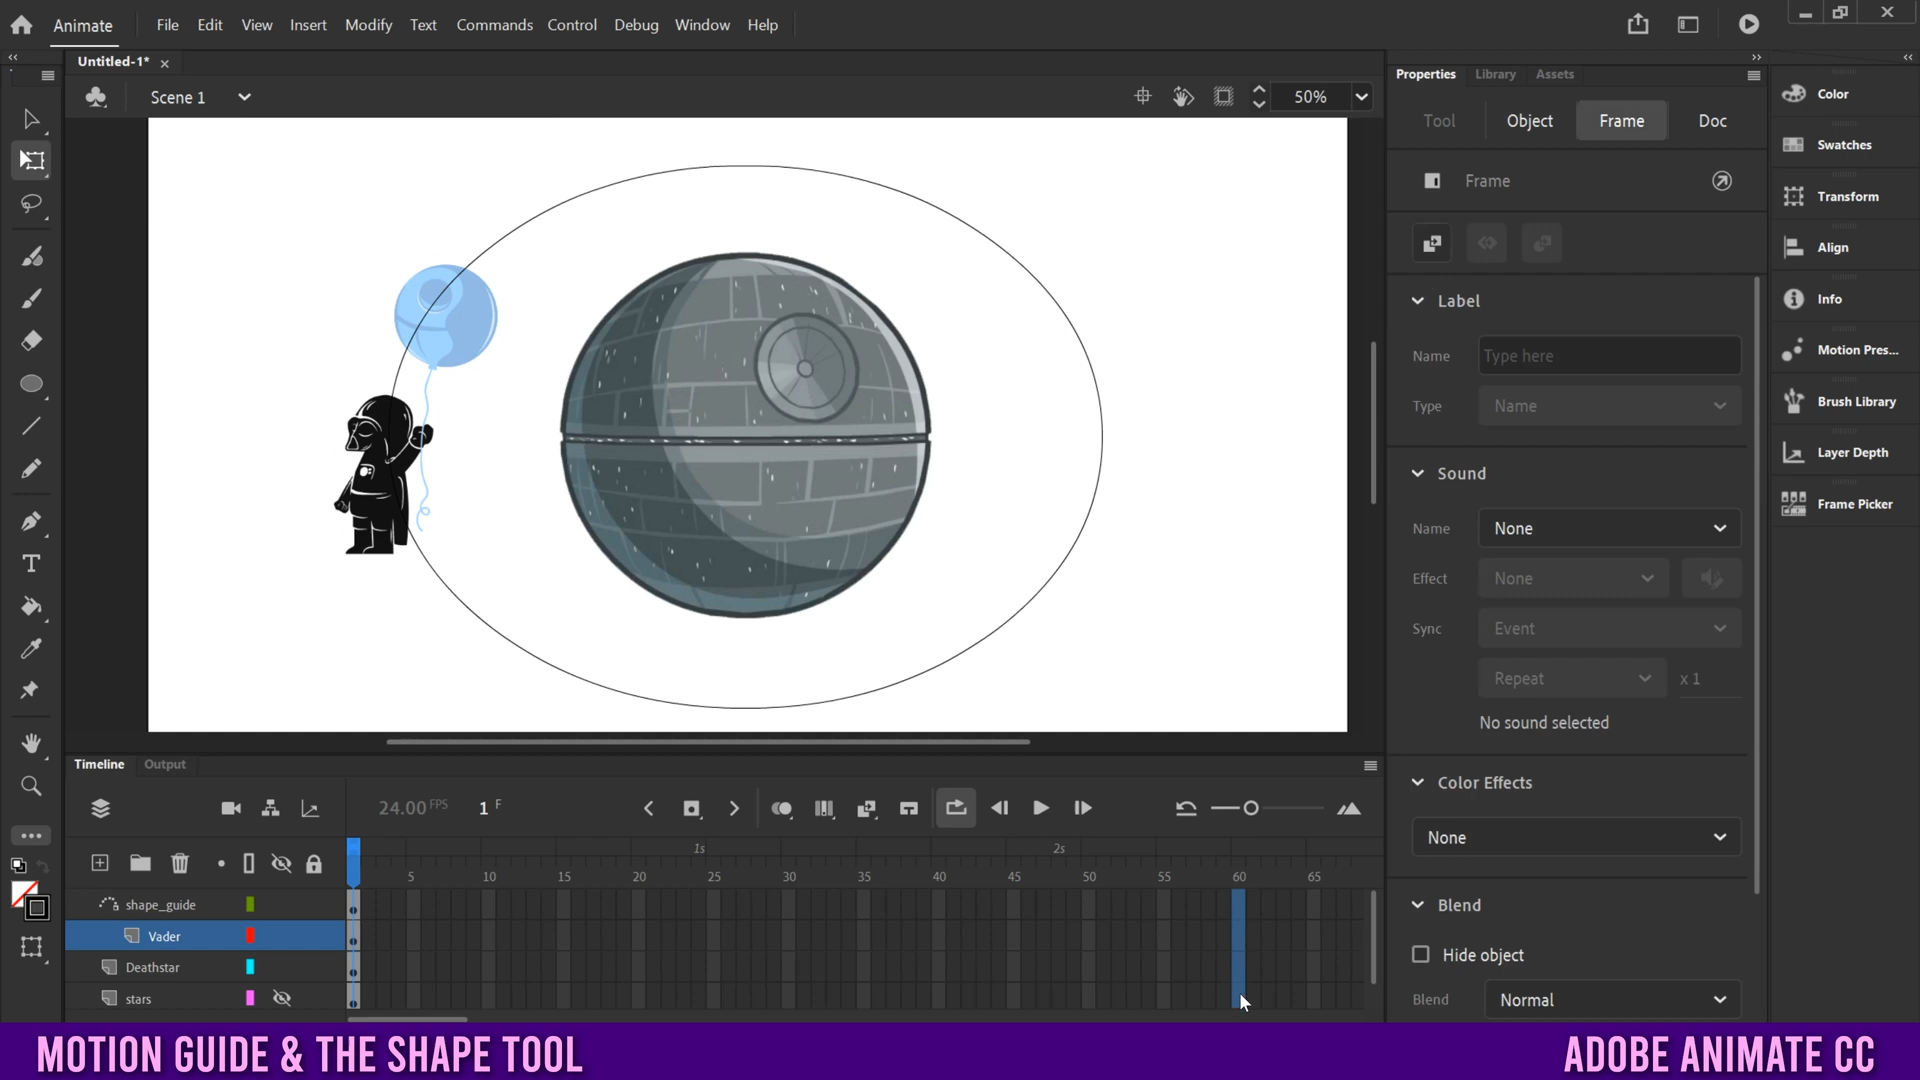 Animate File Edit View Insert Modify Text Commands Control Debug Window Help
Untitled-1*
Scene 1 50%
Properties Library Assets
Tool Object Frame Doc
Frame
Label
Name Type here
Type Name
Sound
Name None
Effect None
Sync Event
Repeat x 1
No sound selected
Color Effects
None
Blend
Hide object
Blend Normal
Color
Swatches
Transform
Align
Info
Motion Pres...
Brush Library
Layer Depth
Frame Picker
T
Timeline Output
24.00 FPS 1 F
1s 2s
5 10 15 20 25 30 35 40 45 50 55 60 65
shape_guide
Vader
Deathstar
stars
MOTION GUIDE & THE SHAPE TOOL ADOBE ANIMATE CC